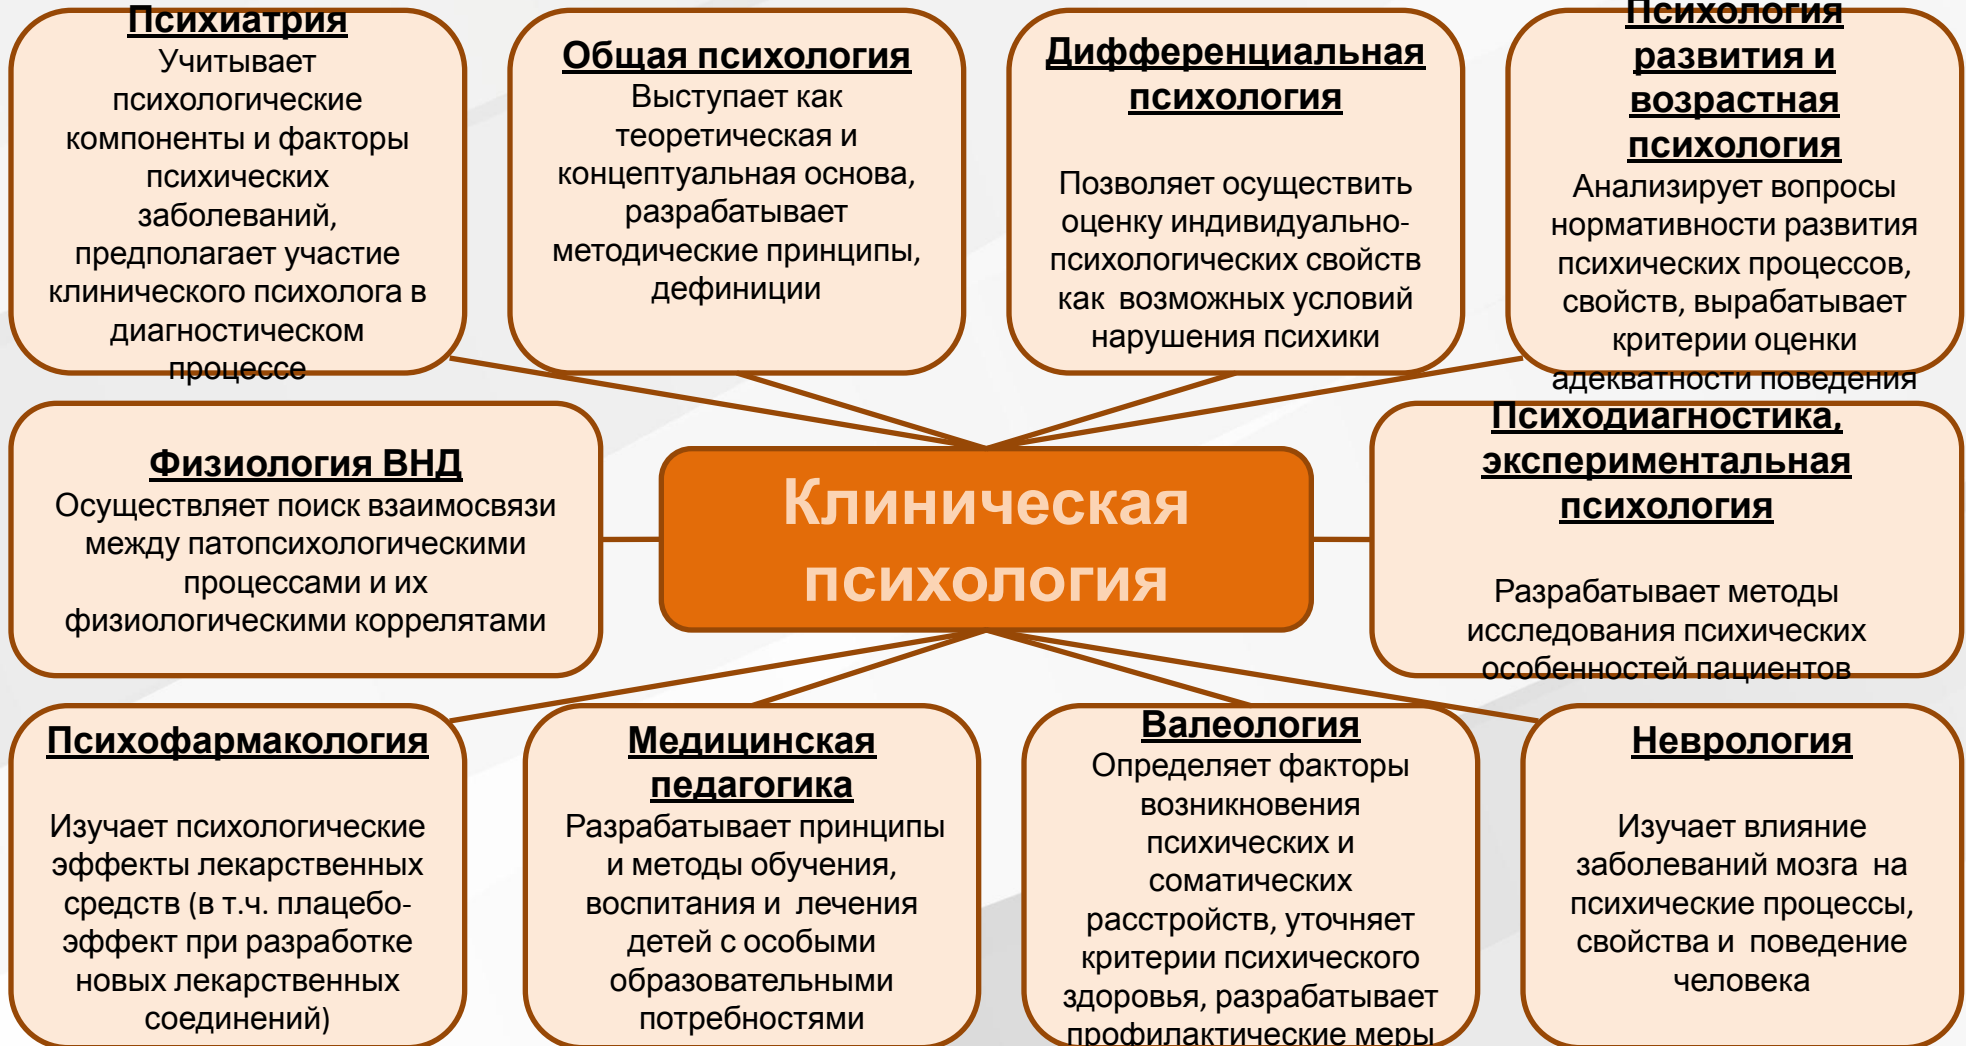 Психиатрия
Учитывает
психологические
компоненты и факторы
психических
заболеваний,
предполагает участие
клинического психолога в
диагностическом
процессе
Общая психология
Выступает как
теоретическая и
концептуальная основа,
разрабатывает
методические принципы,
дефиниции
Дифференциальная
психология
Позволяет осуществить
оценку индивидуально-
психологических свойств
как возможных условий
нарушения психики
Психология
развития и
возрастная
психология
Анализирует вопросы
нормативности развития
психических процессов,
свойств, вырабатывает
критерии оценки
адекватности поведения
Физиология ВНД
Осуществляет поиск взаимосвязи
между патопсихологическими
процессами и их
физиологическими коррелятами
Клиническая
психология
Психодиагностика,
экспериментальная
психология
Разрабатывает методы
исследования психических
особенностей пациентов
Психофармакология
Изучает психологические
эффекты лекарственных
средств (в т.ч. плацебо-
эффект при разработке
новых лекарственных
соединений)
Медицинская
педагогика
Разрабатывает принципы
и методы обучения,
воспитания и лечения
детей с особыми
образовательными
потребностями
Валеология
Определяет факторы
возникновения
психических и
соматических
расстройств, уточняет
критерии психического
здоровья, разрабатывает
профилактические меры
Неврология
Изучает влияние
заболеваний мозга на
психические процессы,
свойства и поведение
человека